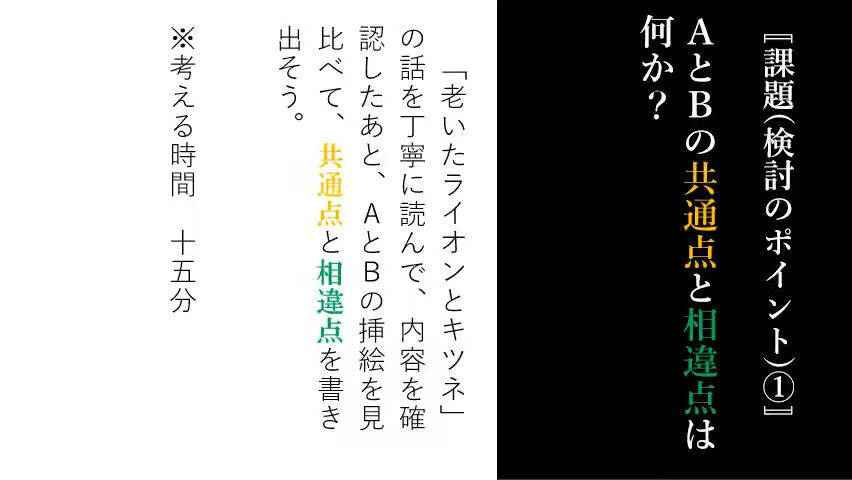 『課題(検討のポイント)①』
AとBの共通点と相違点は
何か？
「老いたライオンとキツネ」
の話を丁寧に読んで、内容を確
認したあと、AとBの挿絵を見
比べて、共通点と相違点を書き
出そう。
※考える時間　十五分